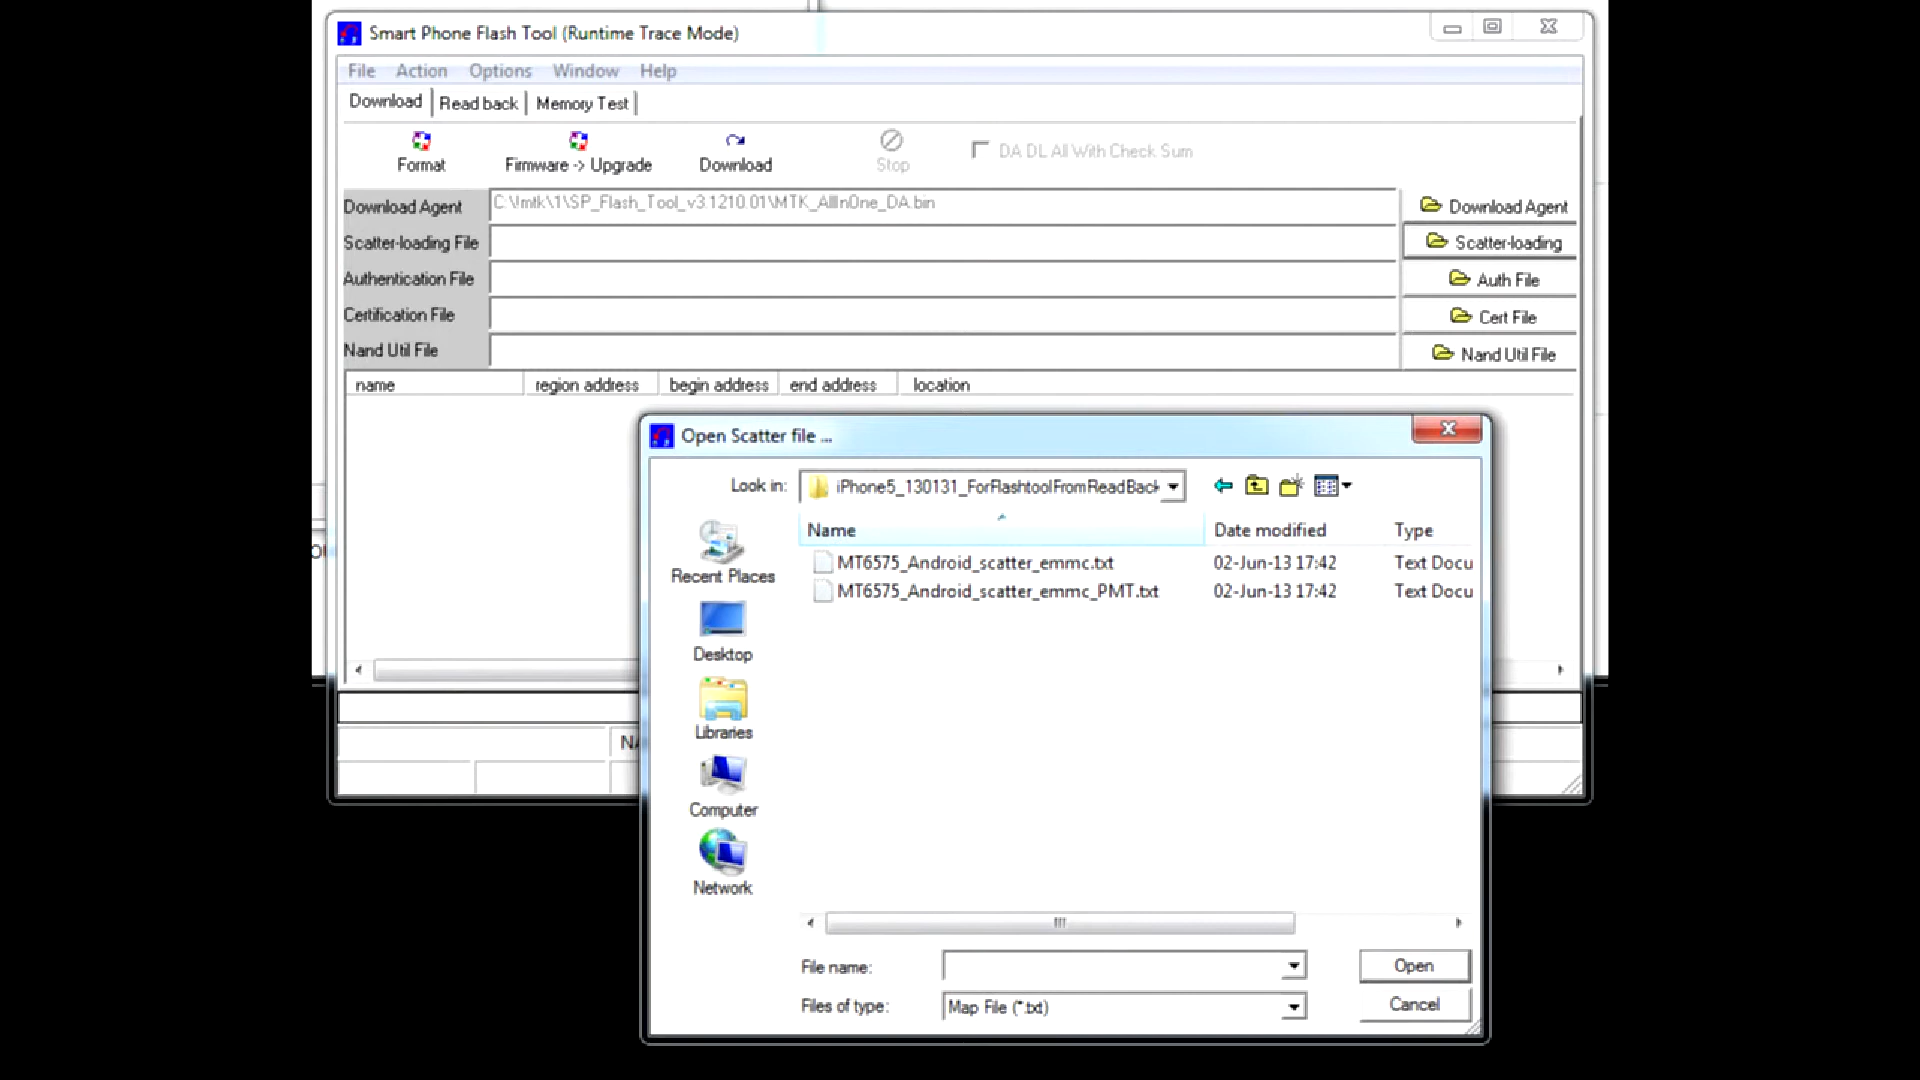 Smart Phone Flash Tool (Runtime Trace Mode)
File Action Options Window Help
Download Read back Memory Test
Format Firmware -> Upgrade Download Stop DA DL All With Check Sum
Download Agent C:\!mtk\1\SP_Flash_Tool_v3.1210.01\MTK_AllInOne_DA.bin Download Agent
Scatter-loading File Scatter-loading
Authentication File Auth File
Certification File Cert File
Nand Util File Nand Util File
name region address begin address end address location
Open Scatter file ...
Look in: iPhone5_130131_ForFlashtoolFromReadBack
Name Date modified Type
MT6575_Android_scatter_emmc.txt 02-Jun-13 17:42 Text Docu
MT6575_Android_scatter_emmc_PMT.txt 02-Jun-13 17:42 Text Docu
Recent Places
Desktop
Libraries
Computer
Network
File name: Open
Files of type: Map File (*.txt) Cancel